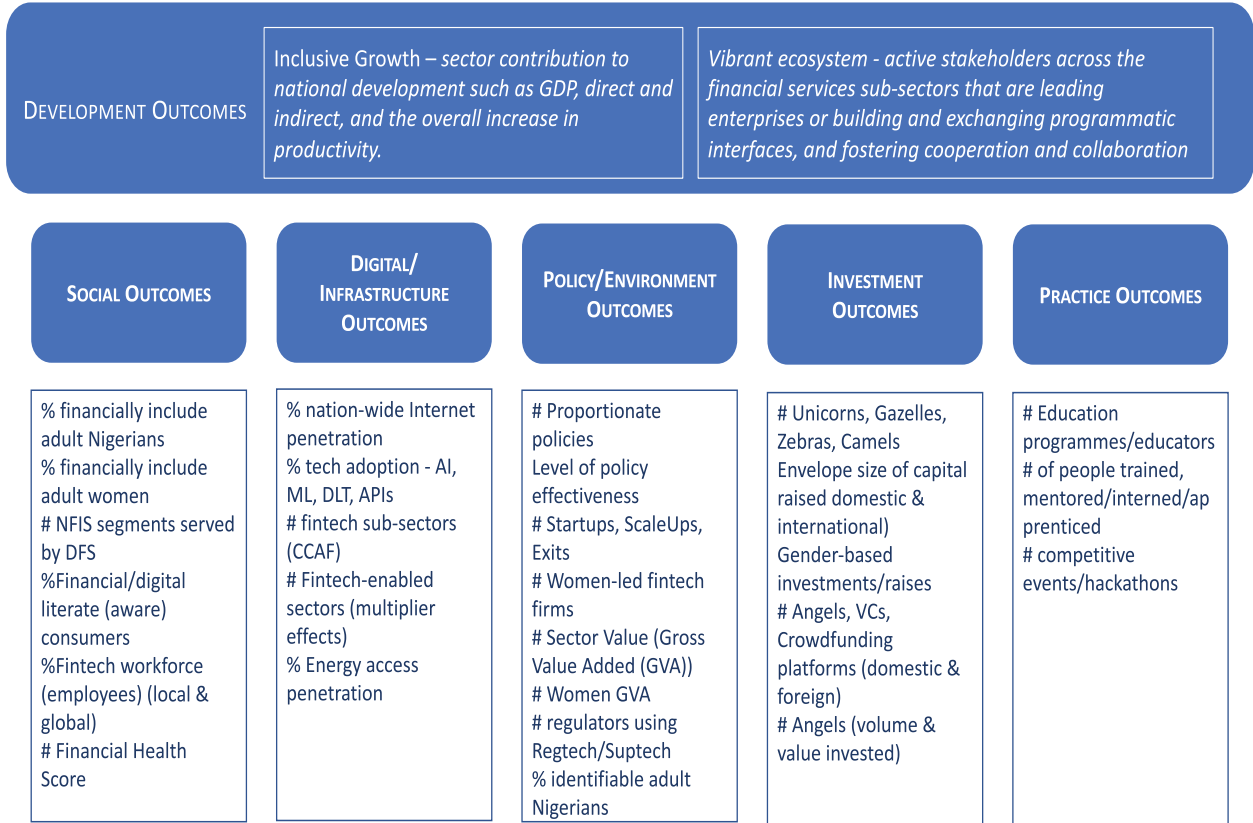 DEVELOPMENT OUTCOMES
Inclusive Growth – sector contribution to
national development such as GDP, direct and
indirect, and the overall increase in
productivity.
Vibrant ecosystem - active stakeholders across the
financial services sub-sectors that are leading
enterprises or building and exchanging programmatic
interfaces, and fostering cooperation and collaboration
SOCIAL OUTCOMES
% financially include
adult Nigerians
% financially include
adult women
# NFIS segments served
by DFS
%Financial/digital
literate (aware)
consumers
%Fintech workforce
(employees) (local &
global)
# Financial Health
Score
DIGITAL/
INFRASTRUCTURE
OUTCOMES
% nation-wide Internet
penetration
% tech adoption - AI,
ML, DLT, APIs
# fintech sub-sectors
(CCAF)
# Fintech-enabled
sectors (multiplier
effects)
% Energy access
penetration
POLICY/ENVIRONMENT
OUTCOMES
# Proportionate
policies
Level of policy
effectiveness
# Startups, ScaleUps,
Exits
# Women-led fintech
firms
# Sector Value (Gross
Value Added (GVA))
# Women GVA
# regulators using
Regtech/Suptech
% identifiable adult
Nigerians
INVESTMENT
OUTCOMES
# Unicorns, Gazelles,
Zebras, Camels
Envelope size of capital
raised domestic &
international)
Gender-based
investments/raises
# Angels, VCs,
Crowdfunding
platforms (domestic &
foreign)
# Angels (volume &
value invested)
PRACTICE OUTCOMES
# Education
programmes/educators
# of people trained,
mentored/interned/ap
prenticed
# competitive
events/hackathons